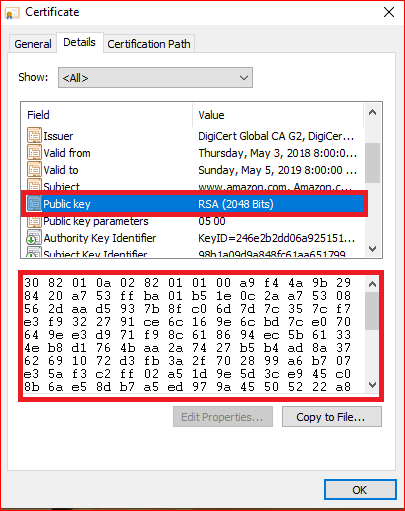 Certificate
General Details Certification Path
Show: <All>
Field Value
Issuer DigiCert Global CA G2, DigiCer...
Valid from Thursday, May 3, 2018 8:00:0...
Valid to Sunday, May 5, 2019 8:00:00 ...
Subject www.amazon.com, Amazon.c...
Public key RSA (2048 Bits)
Public key parameters 05 00
Authority Key Identifier KeyID=246e2b2dd06a925151...
Subject Key Identifier 98b1a09d9a848fc61aa651799...
30 82 01 0a 02 82 01 01 00 a9 f4 4a 9b 29
84 20 a7 53 ff ba 01 b5 1e 0c 2a a7 53 08
56 2d aa d5 93 7b 8f c0 6d 7d 7c 35 7c f7
e3 f9 32 27 91 ce 6c 16 9e 6c bd 7c e0 70
64 9e e3 d9 71 f9 8c 61 86 94 ec 5b 61 33
4e b8 d1 76 4b aa 2a 74 27 b5 b4 ad 8a 37
62 69 10 72 d3 fb 3a 2f 70 28 99 a6 b7 07
e3 5a f3 c2 ff 02 a5 1d 9e 5d 3c e9 45 c0
8b 6a e5 8d b7 a5 ed 97 9a 45 50 52 22 a8
Edit Properties... Copy to File...
OK